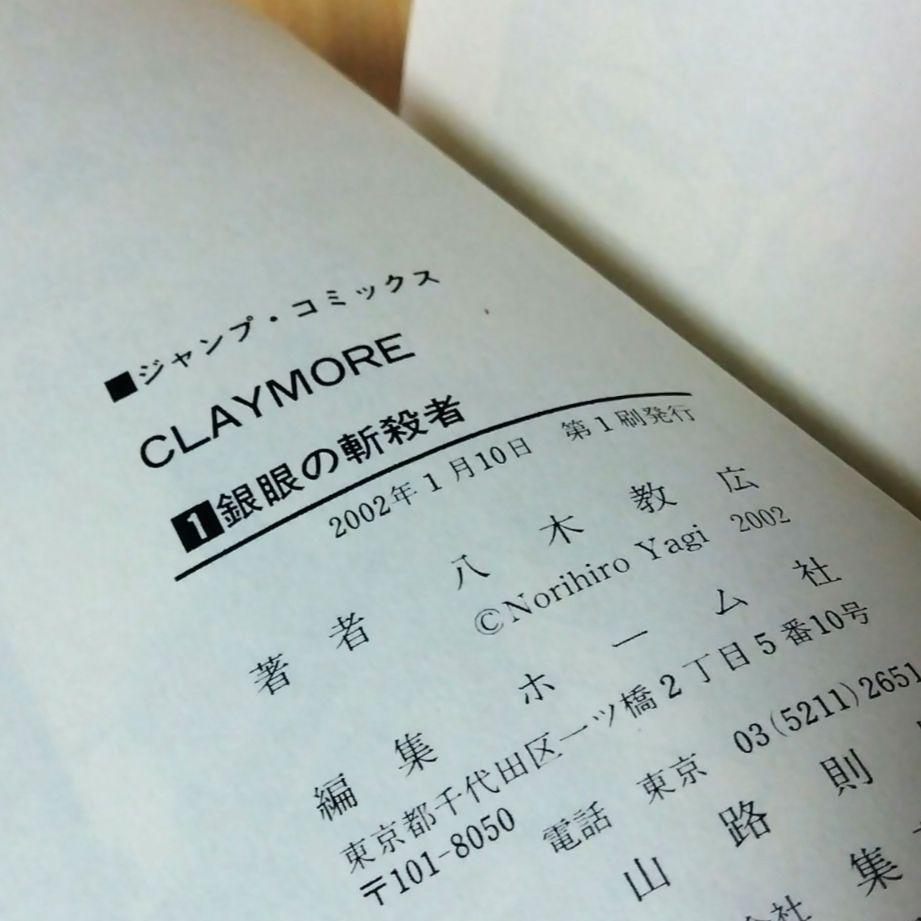 ■ジャンプ・コミックス
CLAYMORE
1 銀眼の斬殺者
2002年1月10日 第1刷発行
著者 八木教広
©Norihiro Yagi 2002
編集 ホーム社
東京都千代田区一ツ橋2丁目5番10号
〒101-8050
電話 東京 03(5211)2651
山路則
会社 集